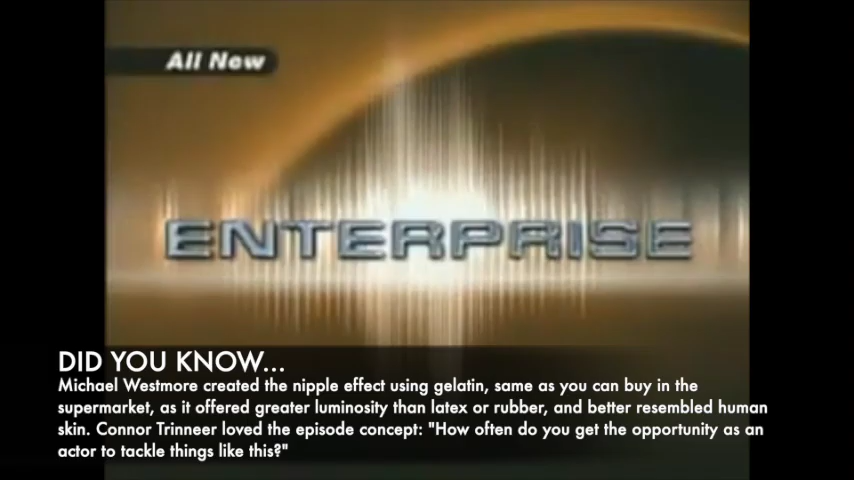 All New
ENTERPRISE
DID YOU KNOW...
Michael Westmore created the nipple effect using gelatin, same as you can buy in the
supermarket, as it offered greater luminosity than latex or rubber, and better resembled human
skin. Connor Trinneer loved the episode concept: "How often do you get the opportunity as an
actor to tackle things like this?"